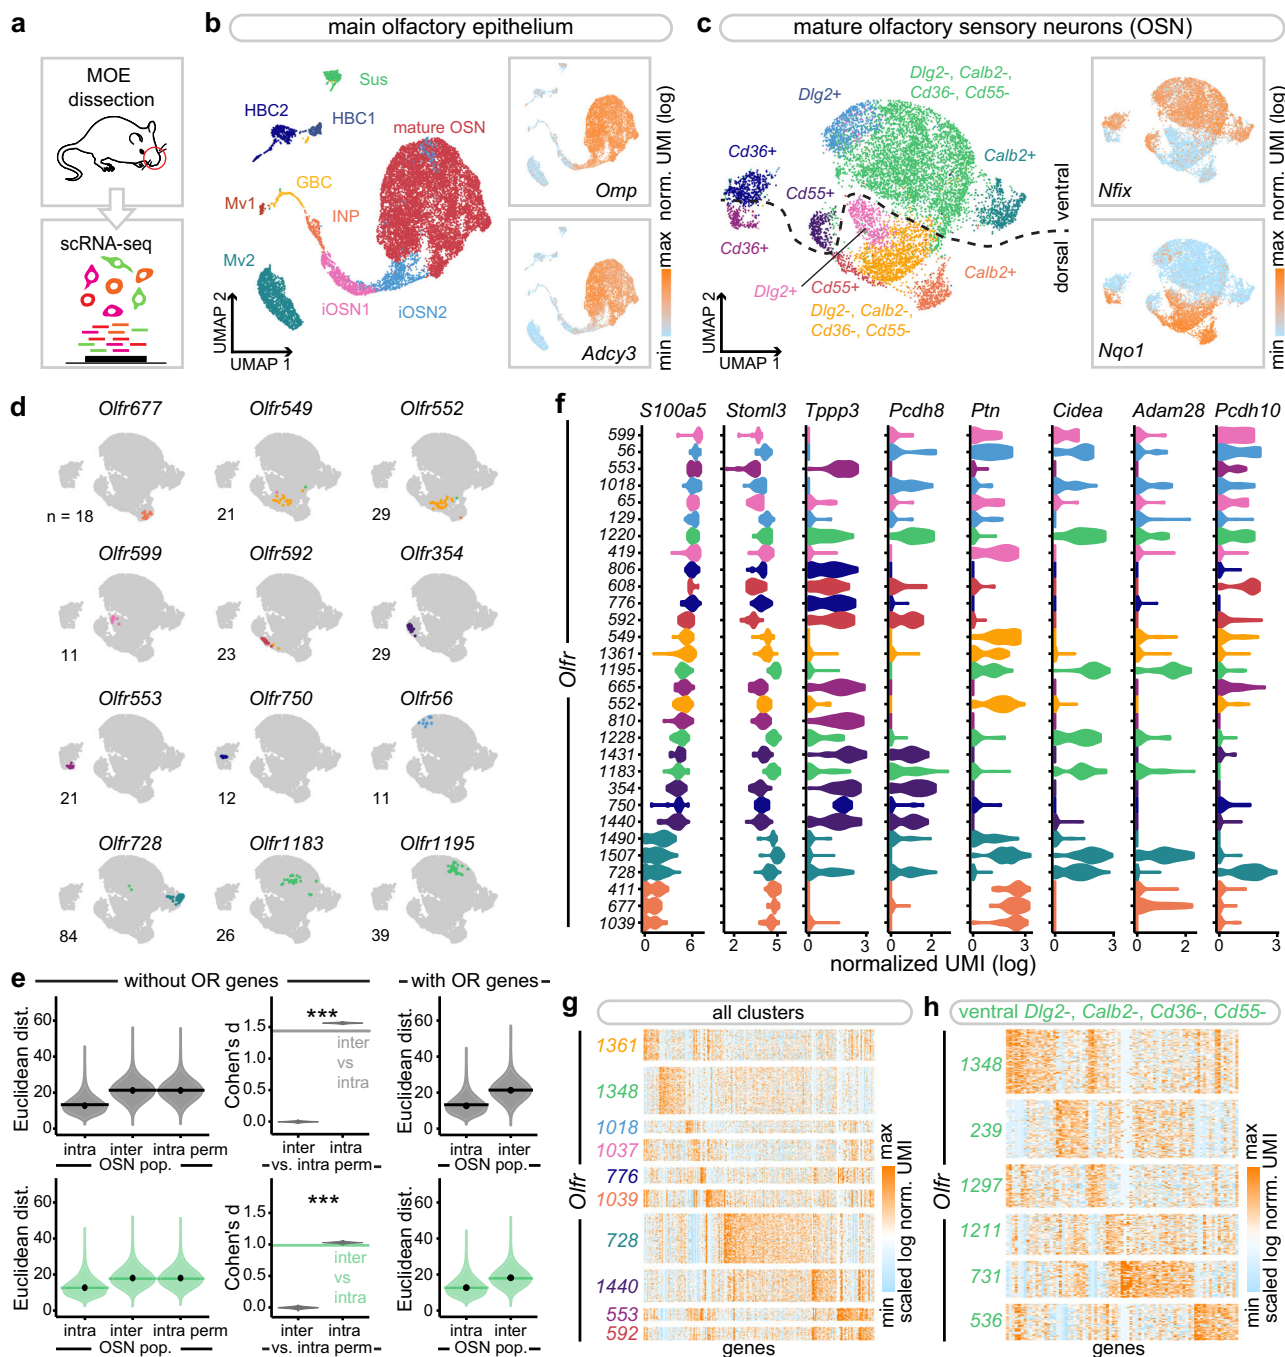 a
MOE
dissection
scRNA-seq
b
main olfactory epithelium
Sus
HBC2
HBC1
mature OSN
GBC
Mv1
INP
Mv2
iOSN1
iOSN2
UMAP 2
UMAP 1
Omp
Adcy3
min
max
norm. UMI (log)
c
mature olfactory sensory neurons (OSN)
Dlg2-, Calb2-,
Cd36-, Cd55-
Dlg2+
Cd36+
Calb2+
Cd55+
Cd36+
Dlg2+
Cd55+
Calb2+
Dlg2-, Calb2-,
Cd36-, Cd55-
dorsal
ventral
UMAP 2
UMAP 1
Nfix
Nqo1
min
max
norm. UMI (log)
d
Olfr677
Olfr549
Olfr552
n = 18
21
29
Olfr599
Olfr592
Olfr354
11
23
29
Olfr553
Olfr750
Olfr56
21
12
11
Olfr728
Olfr1183
Olfr1195
84
26
39
e
without OR genes
with OR genes
Euclidean dist.
60
40
20
0
intra
inter
intra perm
OSN pop.
Cohen's d
1.5
1.0
0.5
0.0
***
inter
vs
intra
inter
intra
vs. intra perm
Euclidean dist.
60
40
20
0
intra
inter
OSN pop.
Euclidean dist.
60
40
20
0
intra
inter
intra perm
OSN pop.
Cohen's d
1.0
0.5
0.0
***
inter
vs
intra
inter
intra
vs. intra perm
Euclidean dist.
60
40
20
0
intra
inter
OSN pop.
f
S100a5
Stoml3
Tppp3
Pcdh8
Ptn
Cidea
Adam28
Pcdh10
Olfr
599
56
553
1018
65
129
1220
419
806
608
776
592
549
1361
1195
665
552
810
1228
1431
1183
354
750
1440
1490
1507
728
411
677
1039
0 6
2 5
0 3
0 2
0 3
0 3
0 2
0 3
normalized UMI (log)
g
all clusters
Olfr
1361
1348
1018
1037
776
1039
728
1440
553
592
genes
min
max
scaled log norm. UMI
h
ventral Dlg2-, Calb2-, Cd36-, Cd55-
Olfr
1348
239
1297
1211
731
536
genes
min
max
scaled log norm. UMI